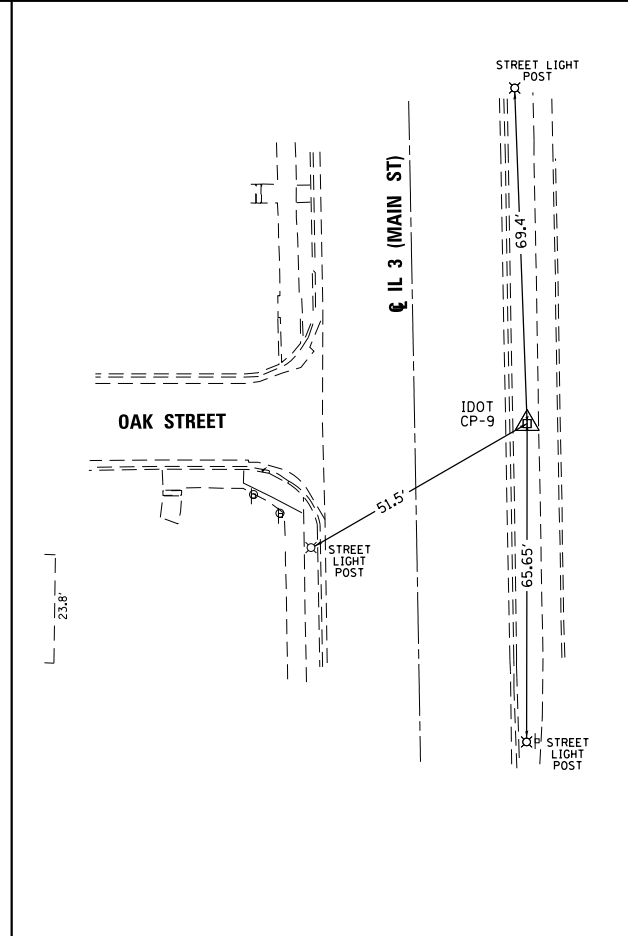 STREET LIGHT
POST
℄ IL 3 (MAIN ST)
69.4'
IDOT
CP-9
OAK STREET
51.5'
STREET
LIGHT
POST
65.65'
23.8'
P STREET
LIGHT
POST